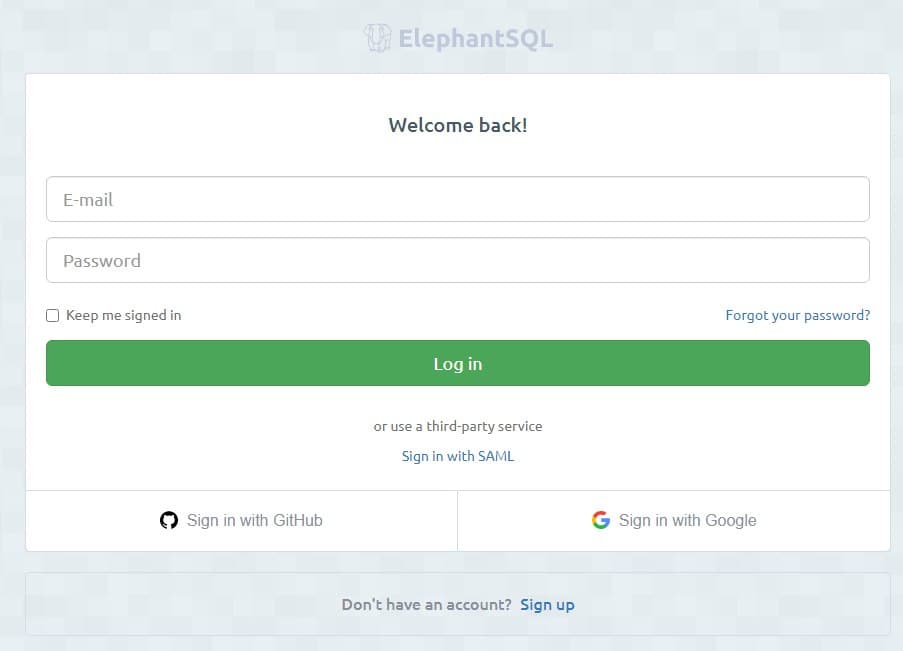 ElephantSQL
Welcome back!
E-mail
Password
Keep me signed in Forgot your password?
Log in
or use a third-party service
Sign in with SAML
Sign in with GitHub Sign in with Google
Don't have an account? Sign up